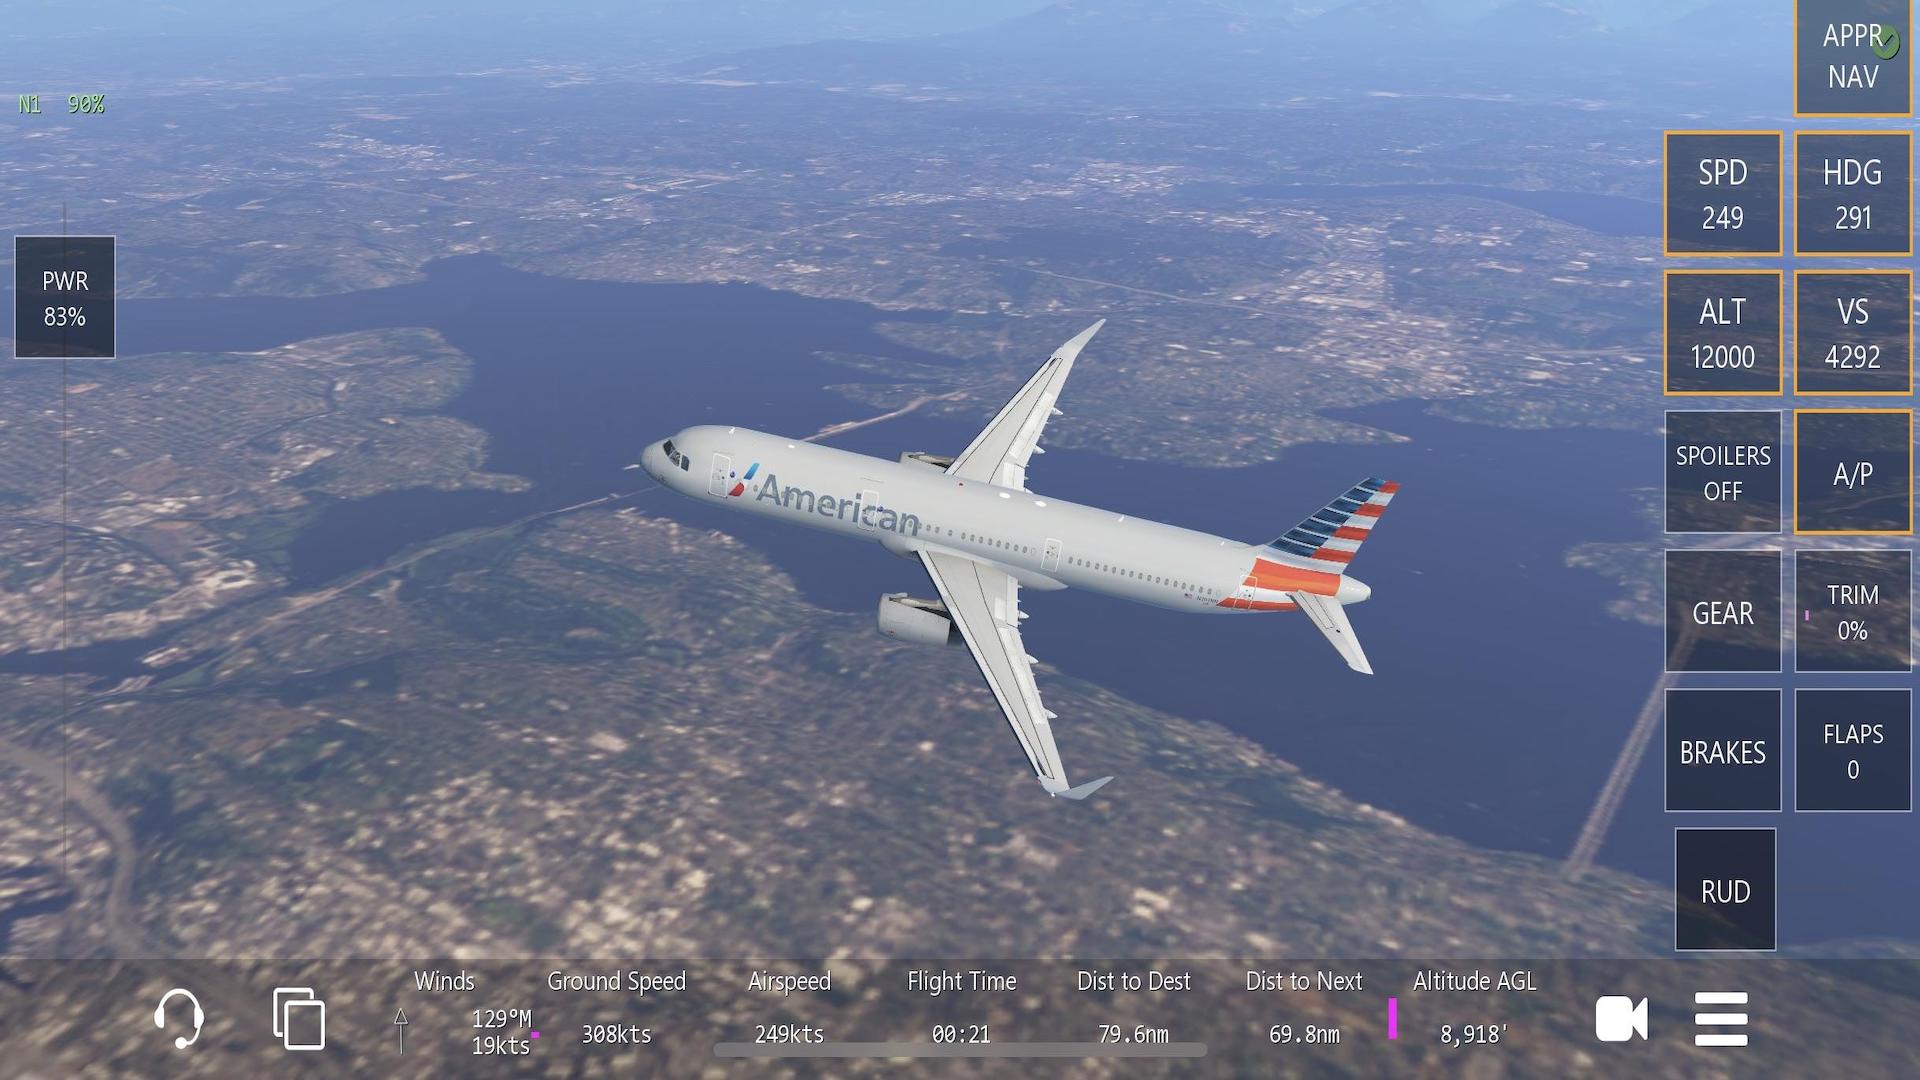 APPR
NAV
N1 90%
SPD
249
HDG
291
PWR
83%
ALT
12000
VS
4292
American
SPOILERS
OFF
A/P
GEAR
TRIM
0%
BRAKES
FLAPS
0
RUD
Winds
129°M
19kts
Ground Speed
308kts
Airspeed
249kts
Flight Time
00:21
Dist to Dest
79.6nm
Dist to Next
69.8nm
Altitude AGL
8,918'